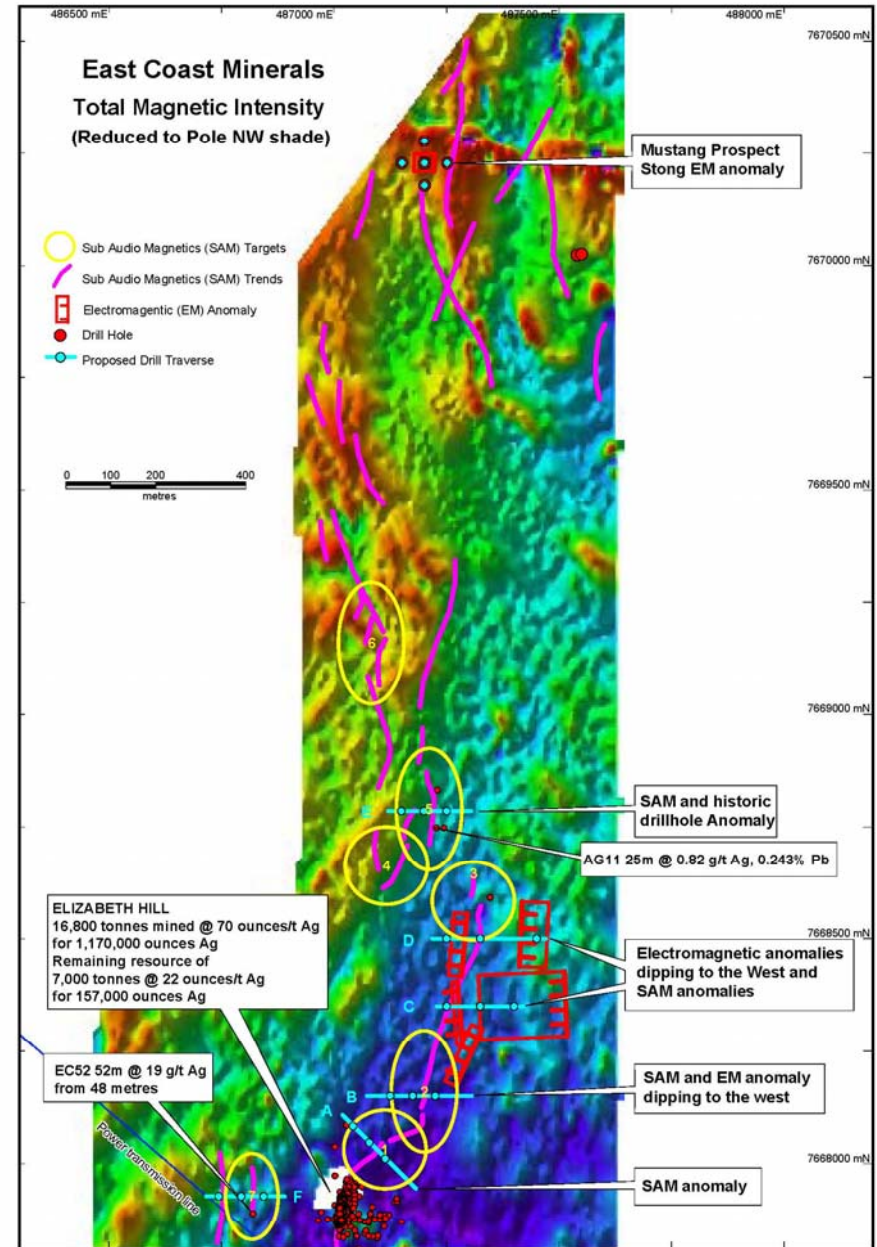 486500 mE
487000 mE
487500 mE
488000 mE
7670500 mN
East Coast Minerals
Total Magnetic Intensity
(Reduced to Pole NW shade)
Mustang Prospect
Stong EM anomaly
Sub Audio Magnetics (SAM) Targets
Sub Audio Magnetics (SAM) Trends
Electromagentic (EM) Anomaly
Drill Hole
Proposed Drill Traverse
7670000 mN
0 100 200 400
metres
7669500 mN
6
7669000 mN
E
5
SAM and historic
drillhole Anomaly
AG11 25m @ 0.82 g/t Ag, 0.243% Pb
4
3
ELIZABETH HILL
16,800 tonnes mined @ 70 ounces/t Ag
for 1,170,000 ounces Ag
Remaining resource of
7,000 tonnes @ 22 ounces/t Ag
for 157,000 ounces Ag
7668500 mN
D
Electromagnetic anomalies
dipping to the West and
SAM anomalies
C
EC52 52m @ 19 g/t Ag
from 48 metres
SAM and EM anomaly
dipping to the west
B
2
A
1
Power transmission line
7668000 mN
SAM anomaly
7
F